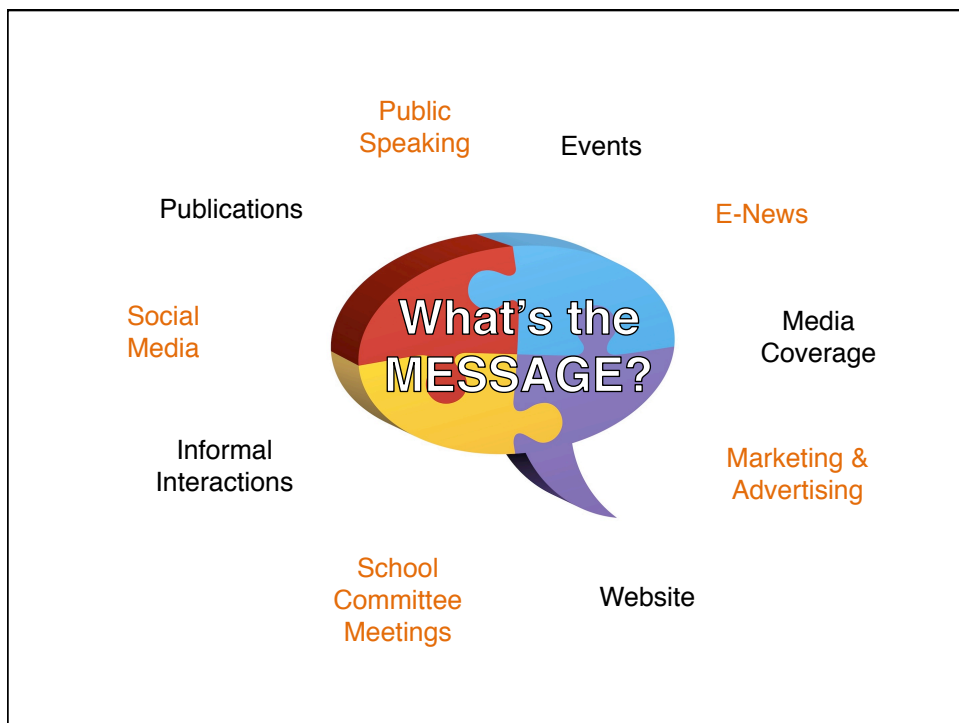 Public
Speaking
Events
Publications
E-News
What's the
MESSAGE?
Social
Media
Media
Coverage
Informal
Interactions
Marketing &
Advertising
School
Committee
Meetings
Website